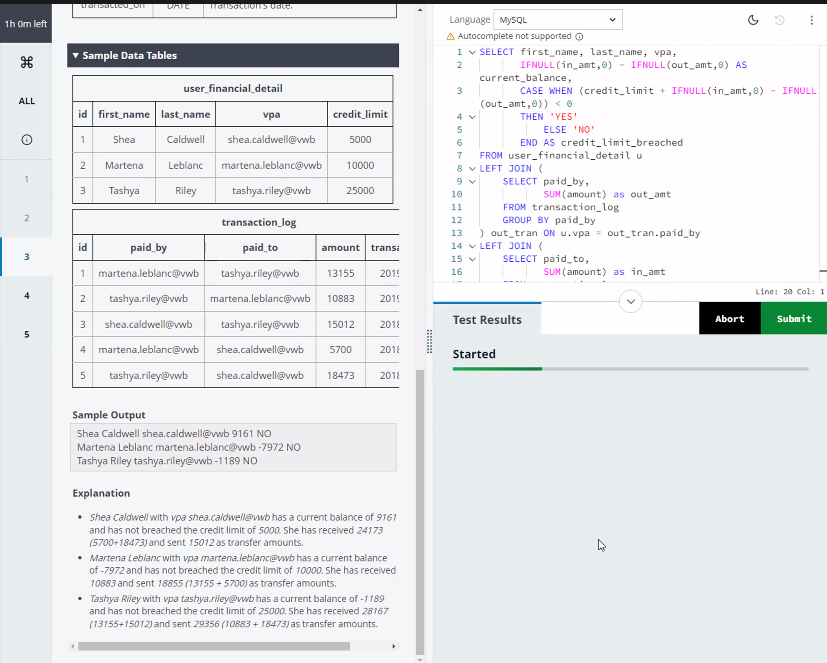 1h 0m left
ALL
1
2
3
4
5
transacted_on DATE Transaction's date.
▼ Sample Data Tables
user_financial_detail
id first_name last_name vpa credit_limit
1 Shea Caldwell shea.caldwell@vwb 5000
2 Martena Leblanc martena.leblanc@vwb 10000
3 Tashya Riley tashya.riley@vwb 25000
transaction_log
id paid_by paid_to amount transa
1 martena.leblanc@vwb tashya.riley@vwb 13155 2019
2 tashya.riley@vwb martena.leblanc@vwb 10883 2019
3 shea.caldwell@vwb tashya.riley@vwb 15012 2018
4 martena.leblanc@vwb shea.caldwell@vwb 5700 2018
5 tashya.riley@vwb shea.caldwell@vwb 18473 2018
Sample Output
Shea Caldwell shea.caldwell@vwb 9161 NO
Martena Leblanc martena.leblanc@vwb -7972 NO
Tashya Riley tashya.riley@vwb -1189 NO
Explanation
• Shea Caldwell with vpa shea.caldwell@vwb has a current balance of 9161
and has not breached the credit limit of 5000. She has received 24173
(5700+18473) and sent 15012 as transfer amounts.
• Martena Leblanc with vpa martena.leblanc@vwb has a current balance
of -7972 and has not breached the credit limit of 10000. She has received
10883 and sent 18855 (13155 + 5700) as transfer amounts.
• Tashya Riley with vpa tashya.riley@vwb has a current balance of -1189
and has not breached the credit limit of 25000. She has received 28167
(13155+15012) and sent 29356 (10883 + 18473) as transfer amounts.
Language MySQL
Autocomplete not supported
1 SELECT first_name, last_name, vpa,
2 IFNULL(in_amt,0) - IFNULL(out_amt,0) AS
current_balance,
3 CASE WHEN (credit_limit + IFNULL(in_amt,0) - IFNULL
(out_amt,0)) < 0
4 THEN 'YES'
5 ELSE 'NO'
6 END AS credit_limit_breached
7 FROM user_financial_detail u
8 LEFT JOIN (
9 SELECT paid_by,
10 SUM(amount) as out_amt
11 FROM transaction_log
12 GROUP BY paid_by
13 ) out_tran ON u.vpa = out_tran.paid_by
14 LEFT JOIN (
15 SELECT paid_to,
16 SUM(amount) as in_amt
Line: 20 Col: 1
Test Results
Abort
Submit
Started